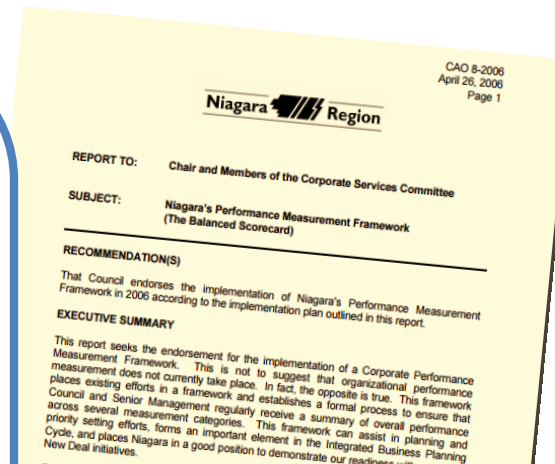 CAO 8-2006
April 26, 2006
Page 1
Niagara Region
REPORT TO: Chair and Members of the Corporate Services Committee
SUBJECT: Niagara's Performance Measurement Framework
(The Balanced Scorecard)
RECOMMENDATION(S)
That Council endorses the implementation of Niagara's Performance Measurement
Framework in 2006 according to the implementation plan outlined in this report.
EXECUTIVE SUMMARY
This report seeks the endorsement for the implementation of a Corporate Performance
Measurement Framework. This is not to suggest that organizational performance
measurement does not currently take place. In fact, the opposite is true. This framework
places existing efforts in a framework and establishes a formal process to ensure that
Council and Senior Management regularly receive a summary of overall performance
across several measurement categories. This framework can assist in planning and
priority setting efforts, forms an important element in the Integrated Business Planning
Cycle, and places Niagara in a good position to demonstrate our readiness
New Deal initiatives.